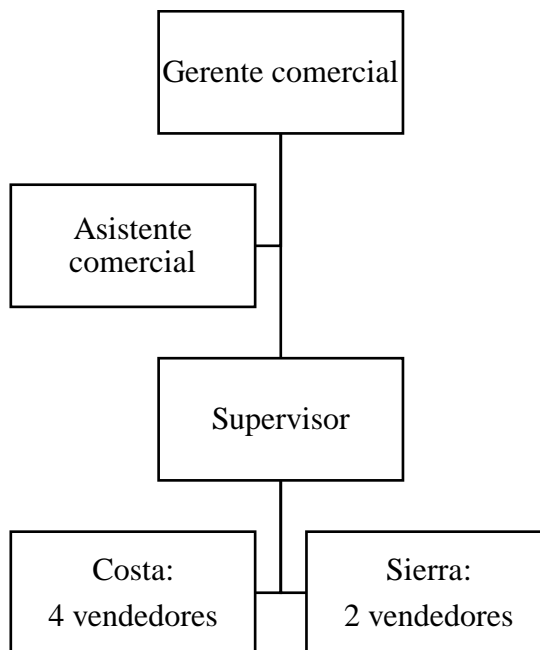 Gerente comercial
Asistente
comercial
Supervisor
Costa:
4 vendedores
Sierra:
2 vendedores